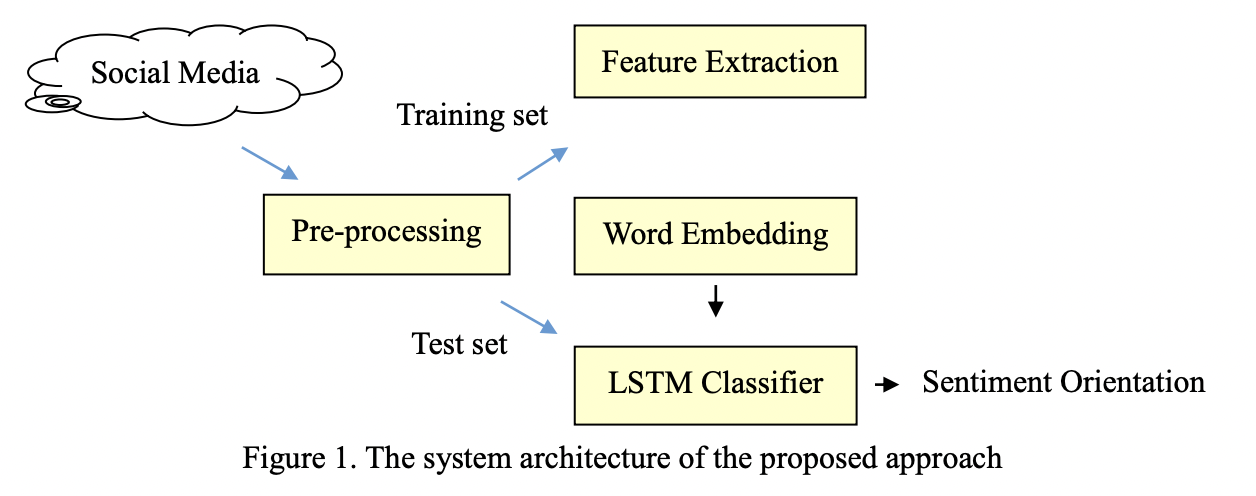 Social Media
Feature Extraction
Training set
Pre-processing
Word Embedding
Test set
LSTM Classifier
Sentiment Orientation
Figure 1. The system architecture of the proposed approach